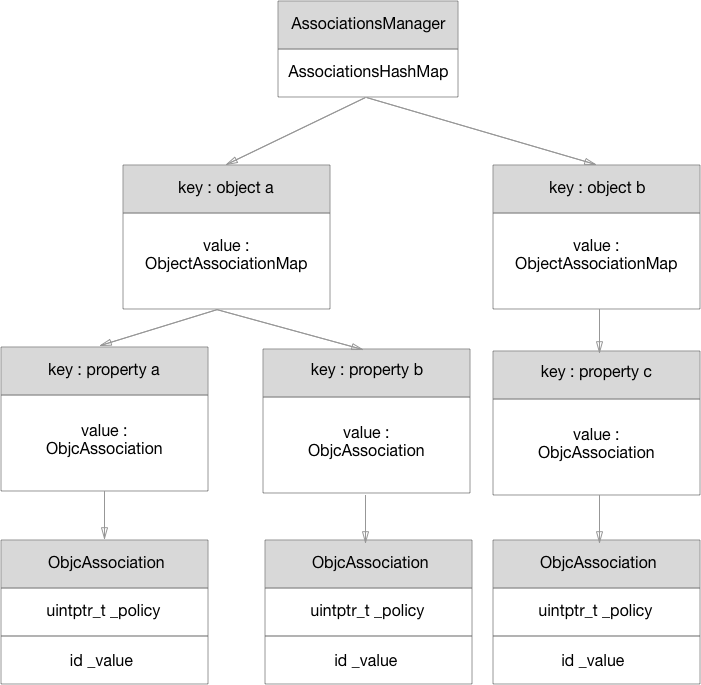 AssociationsManager
AssociationsHashMap
key : object a
value :
ObjectAssociationMap
key : object b
value :
ObjectAssociationMap
key : property a
value :
ObjcAssociation
key : property b
value :
ObjcAssociation
key : property c
value :
ObjcAssociation
ObjcAssociation
uintptr_t _policy
id _value
ObjcAssociation
uintptr_t _policy
id _value
ObjcAssociation
uintptr_t _policy
id _value